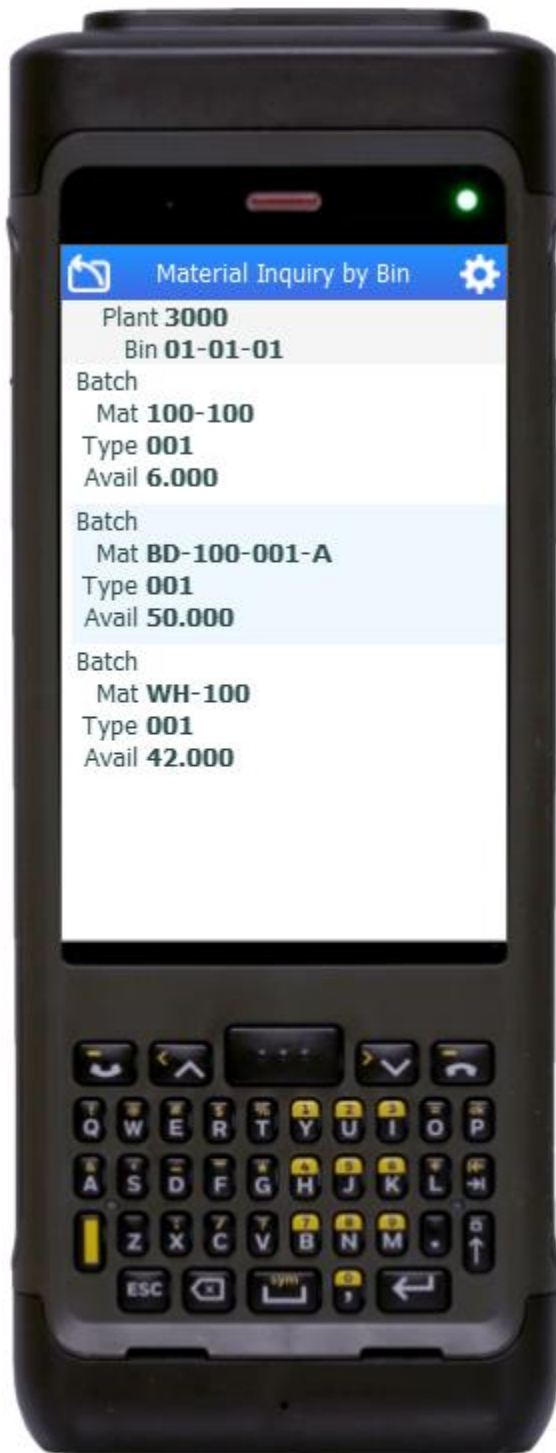 Material Inquiry by Bin
Plant 3000
Bin 01-01-01
Batch
Mat 100-100
Type 001
Avail 6.000
Batch
Mat BD-100-001-A
Type 001
Avail 50.000
Batch
Mat WH-100
Type 001
Avail 42.000
Q W E R T Y U I O P
A S D F G H J K L
Z X C V B N M .
ESC sym ,